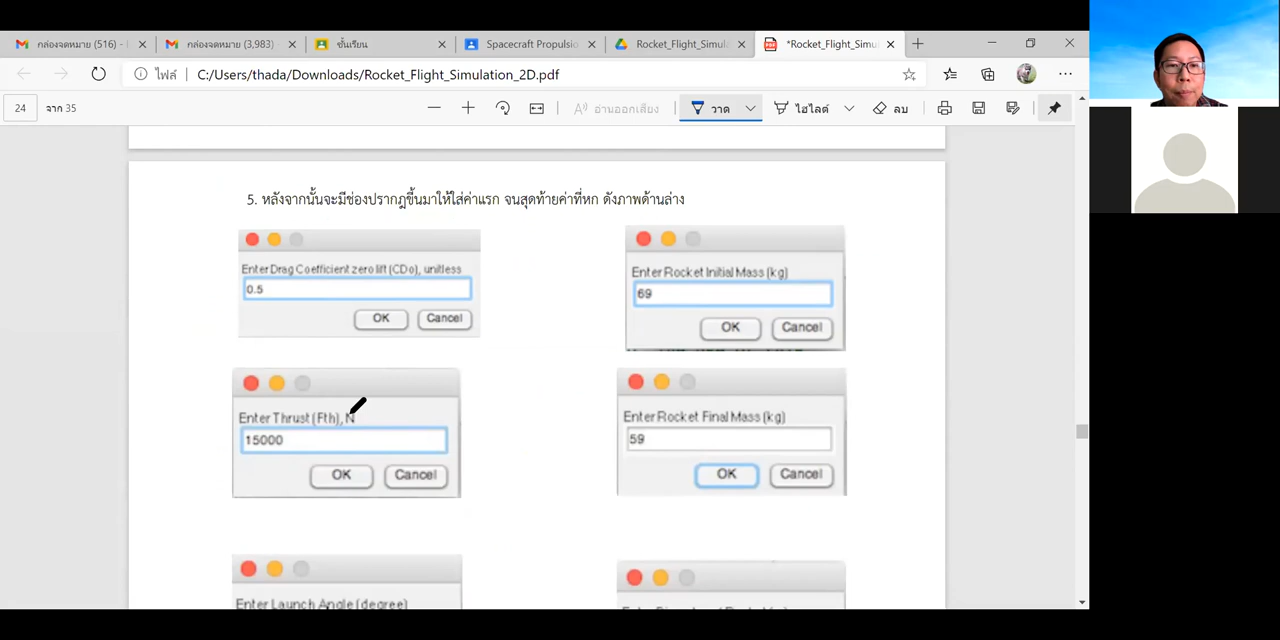 กล่องจดหมาย (516) -
กล่องจดหมาย (3,983) -
ชั้นเรียน
Spacecraft Propulsio
Rocket_Flight_Simula
*Rocket_Flight_Simu
ไฟล์
C:/Users/thada/Downloads/Rocket_Flight_Simulation_2D.pdf
24
จาก 35
อ่านออกเสียง
วาด
ไฮไลต์
ลบ
5. หลังจากนั้นจะมีช่องปรากฏขึ้นมาให้ใส่ค่าแรก จนสุดท้ายค่าที่หก ดังภาพด้านล่าง
Enter Drag Coefficient zero lift (CDo), unitless
0.5
OK Cancel
Enter Rocket Initial Mass (kg)
69
OK Cancel
Enter Thrust (Fth), N
15000
OK Cancel
Enter Rocket Final Mass (kg)
59
OK Cancel
Enter Launch Angle (degree)